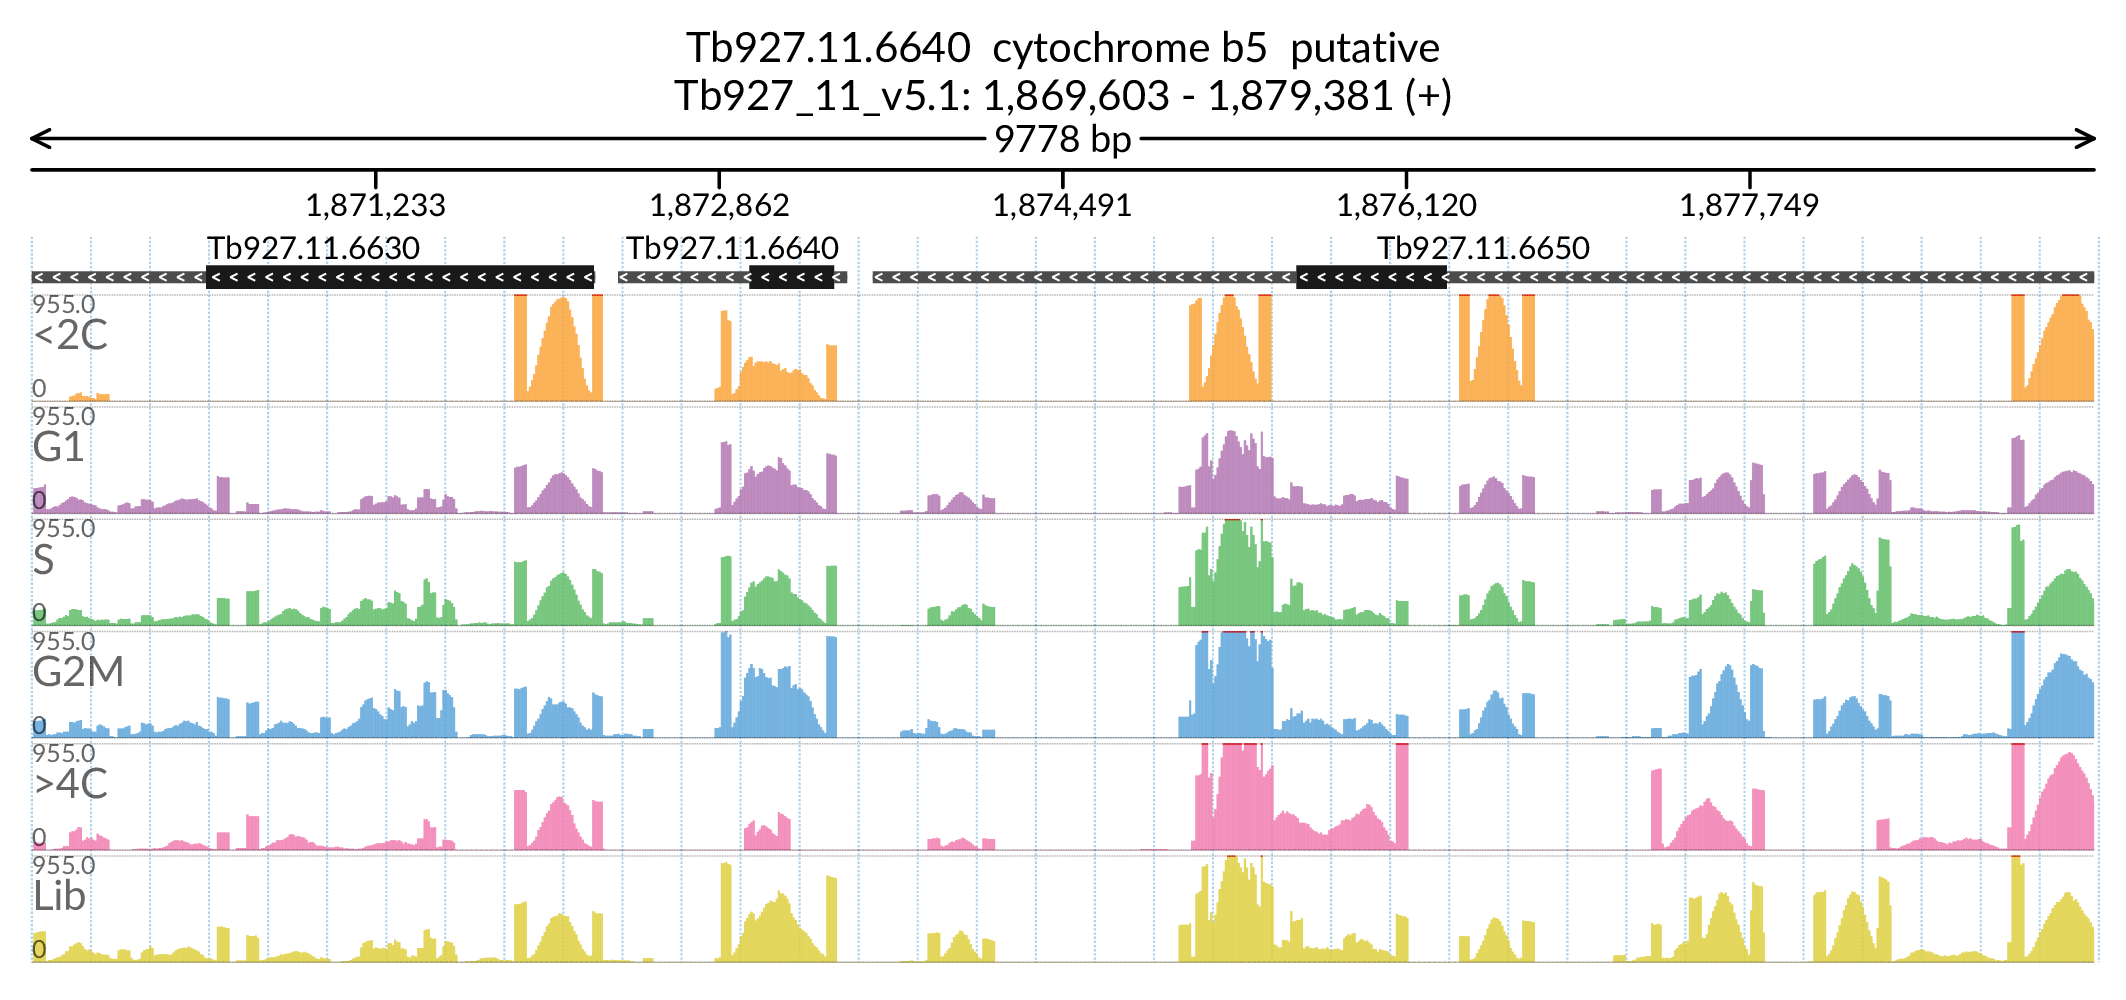 Tb927.11.6640 cytochrome b5 putative
Tb927_11_v5.1: 1,869,603 - 1,879,381 (+)
9778 bp
1,871,233 1,872,862 1,874,491 1,876,120 1,877,749
Tb927.11.6630 Tb927.11.6640 Tb927.11.6650
955.0
<2C
0
955.0
G1
0
955.0
S
0
955.0
G2M
0
955.0
>4C
0
955.0
Lib
0